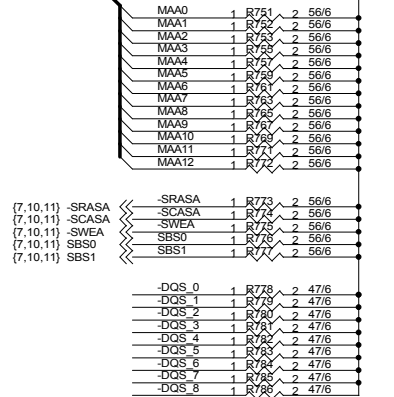 MAA0 1 R751 2 56/6
MAA1 1 R752 2 56/6
MAA2 1 R753 2 56/6
MAA3 1 R755 2 56/6
MAA4 1 R757 2 56/6
MAA5 1 R759 2 56/6
MAA6 1 R761 2 56/6
MAA7 1 R763 2 56/6
MAA8 1 R765 2 56/6
MAA9 1 R767 2 56/6
MAA10 1 R769 2 56/6
MAA11 1 R771 2 56/6
MAA12 1 R772 2 56/6
{7,10,11} -SRASA -SRASA 1 R773 2 56/6
{7,10,11} -SCASA -SCASA 1 R774 2 56/6
{7,10,11} -SWEA -SWEA 1 R775 2 56/6
{7,10,11} SBS0 SBS0 1 R776 2 56/6
{7,10,11} SBS1 SBS1 1 R777 2 56/6
-DQS_0 1 R778 2 47/6
-DQS_1 1 R779 2 47/6
-DQS_2 1 R780 2 47/6
-DQS_3 1 R781 2 47/6
-DQS_4 1 R782 2 47/6
-DQS_5 1 R783 2 47/6
-DQS_6 1 R784 2 47/6
-DQS_7 1 R785 2 47/6
-DQS_8 1 R786 2 47/6